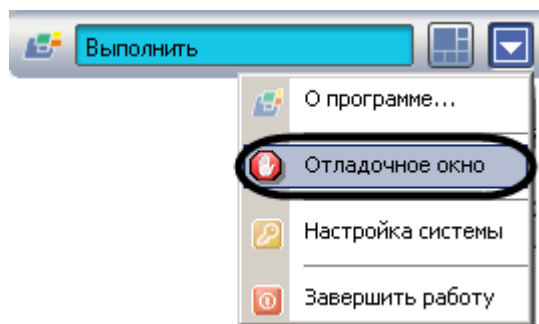 Выполнить
О программе...
Отладочное окно
Настройка системы
Завершить работу